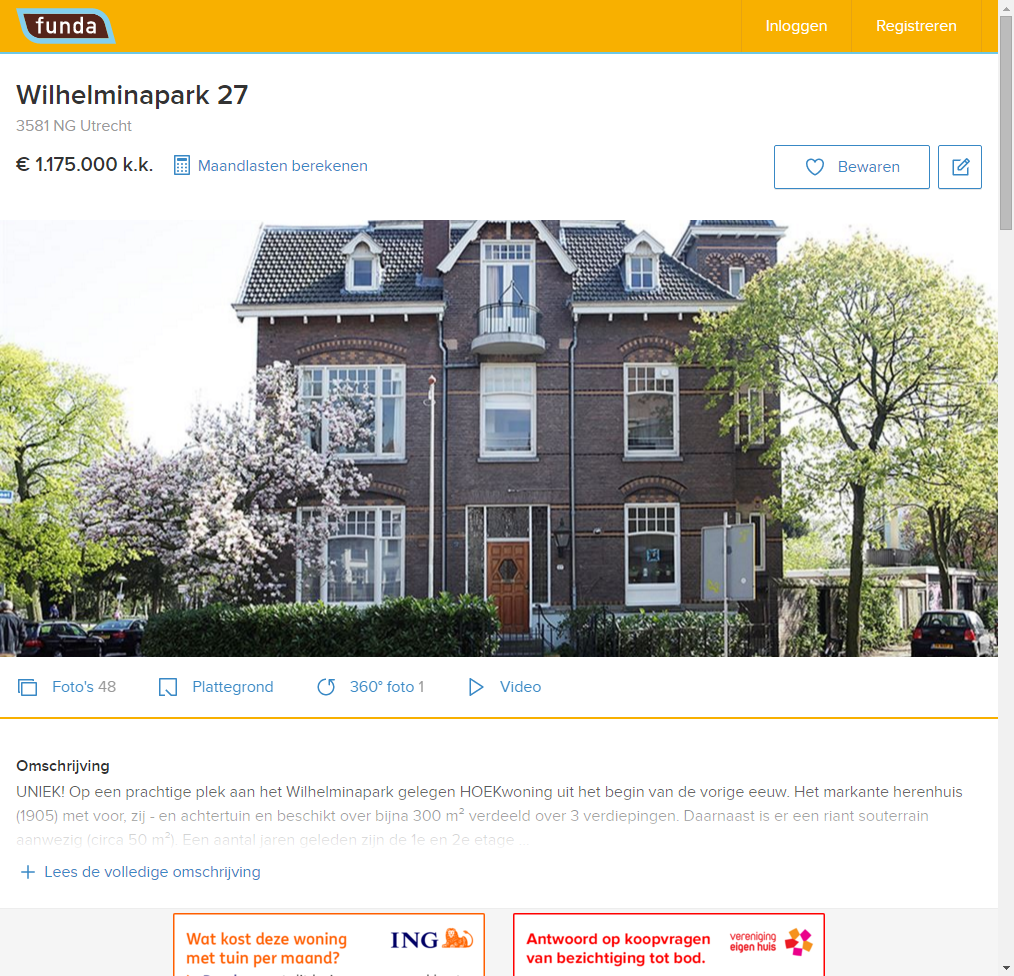 funda
Inloggen
Registreren
Wilhelminapark 27
3581 NG Utrecht
€ 1.175.000 k.k.
Maandlasten berekenen
Bewaren
Foto's 48
Plattegrond
360° foto 1
Video
Omschrijving
UNIEK! Op een prachtige plek aan het Wilhelminapark gelegen HOEKwoning uit het begin van de vorige eeuw. Het markante herenhuis
(1905) met voor, zij - en achtertuin en beschikt over bijna 300 m² verdeeld over 3 verdiepingen. Daarnaast is er een riant souterrain
aanwezig (circa 50 m²). Een aantal jaren geleden zijn de 1e en 2e etage ...
Lees de volledige omschrijving
Wat kost deze woning
met tuin per maand?
ING
Antwoord op koopvragen
van bezichtiging tot bod.
vereniging
eigen huis